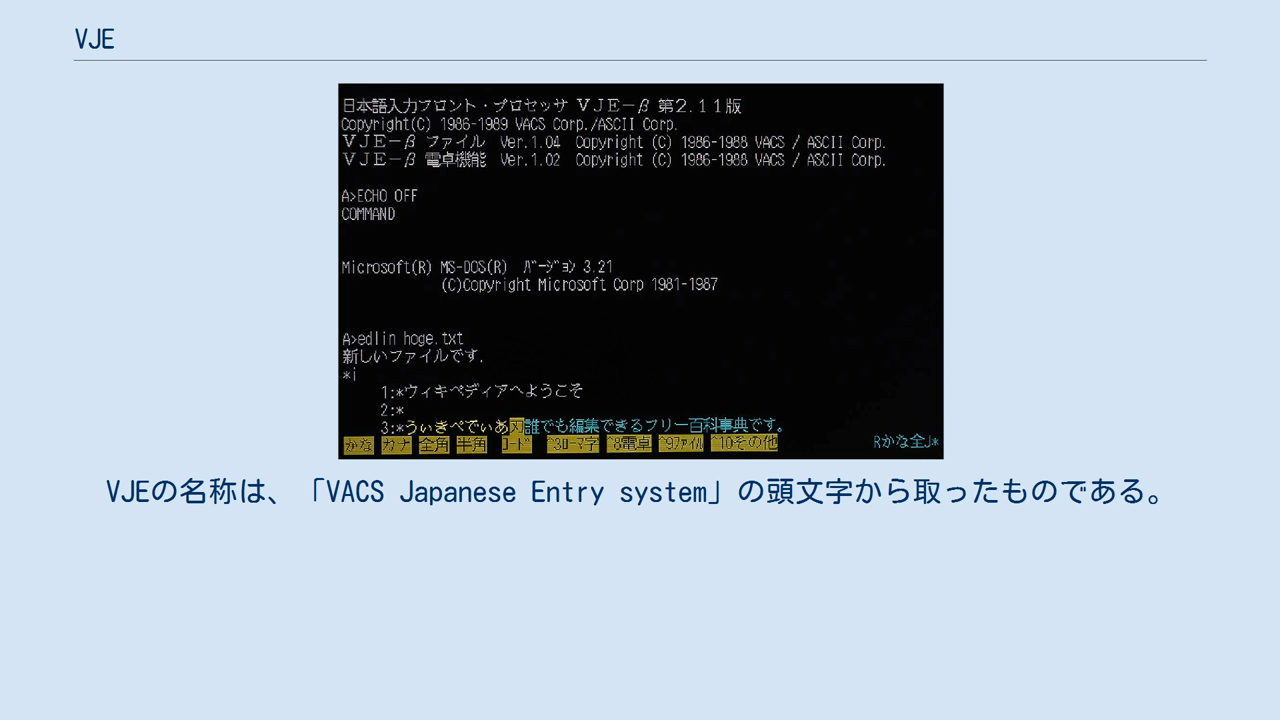 VJE
日本語入力フロント・プロセッサ ＶＪＥ－β 第２．１１版
Copyright(C) 1986-1989 VACS Corp./ASCII Corp.
ＶＪＥ－β ファイル Ver.1.04 Copyright (C) 1986-1988 VACS / ASCII Corp.
ＶＪＥ－β 電卓機能 Ver.1.02 Copyright (C) 1986-1988 VACS / ASCII Corp.
A>ECHO OFF
COMMAND
Microsoft(R) MS-DOS(R) ﾊﾞｰｼﾞｮﾝ 3.21
(C)Copyright Microsoft Corp 1981-1987
A>edlin hoge.txt
新しいファイルです.
*i
1:*ウィキペディアへようこそ
2:*
3:*うぃきぺでぃあ誰でも編集できるフリー百科事典です。
かな カナ 全角 半角 ｺｰﾄﾞ ^3ﾛｰﾏ字 ^8電卓 ^9ﾌｧｲﾙ ^10その他 Rかな全J*
VJEの名称は、「VACS Japanese Entry system」の頭文字から取ったものである。